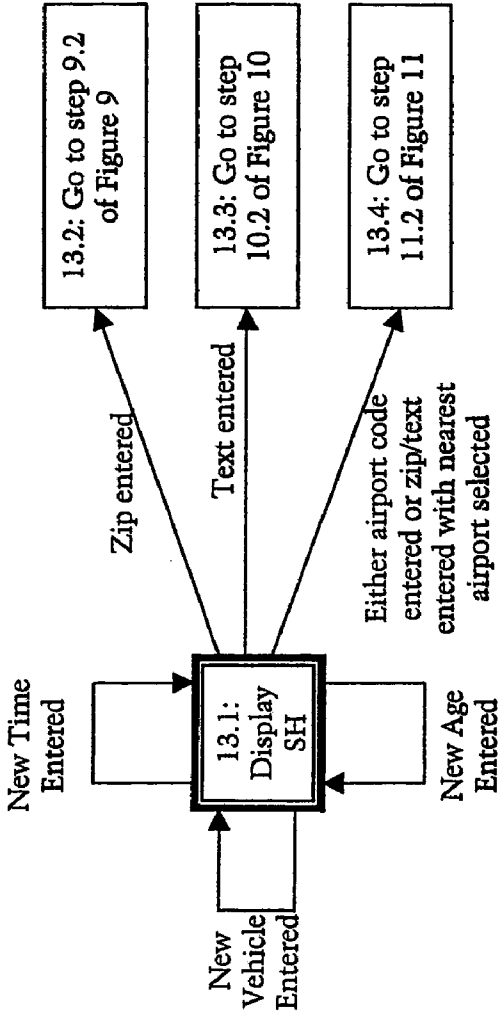 New Time
Entered
New
Vehicle
Entered
13.1:
Display
SH
New Age
Entered
Zip entered
Text entered
Either airport code
entered or zip/text
entered with nearest
airport selected
13.2: Go to step 9.2
of Figure 9
13.3: Go to step
10.2 of Figure 10
13.4: Go to step
11.2 of Figure 11